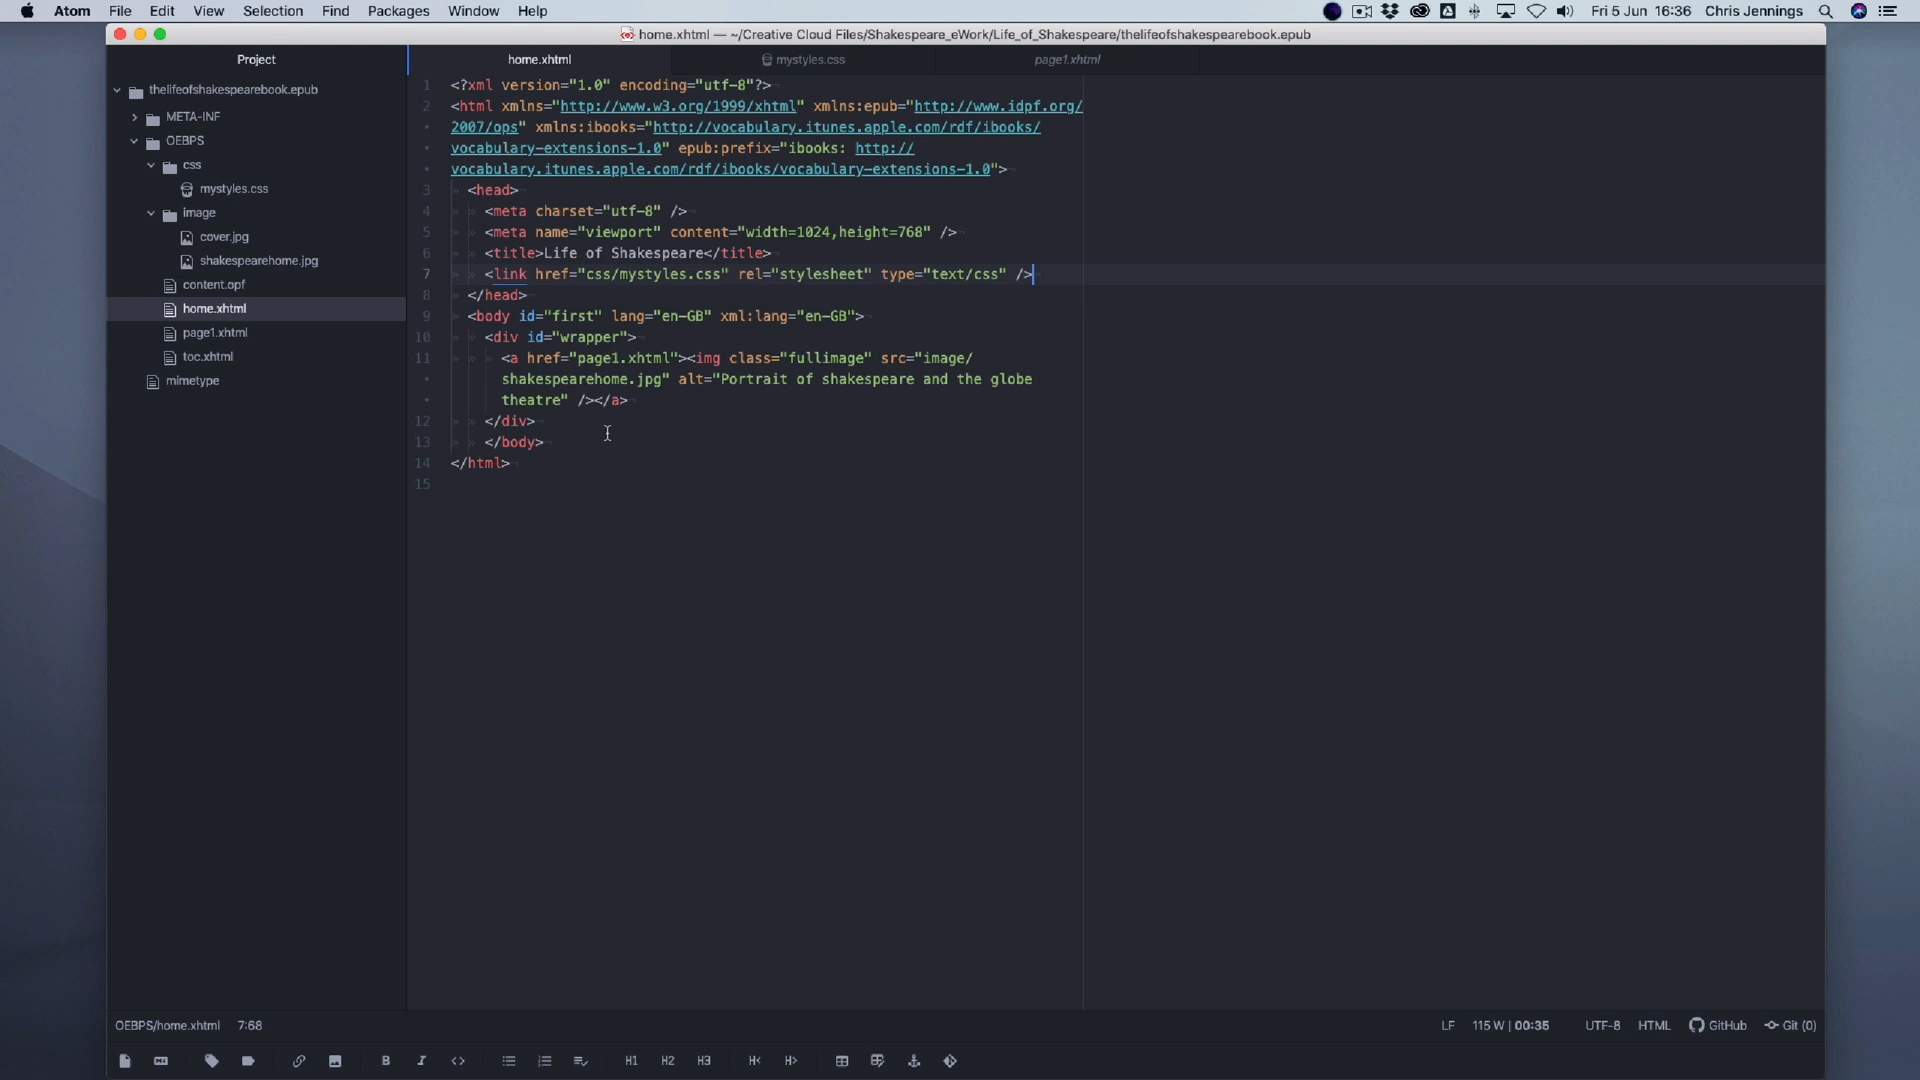 Atom File Edit View Selection Find Packages Window Help Fri 5 Jun 16:36 Chris Jennings
home.xhtml — ~/Creative Cloud Files/Shakespeare_eWork/Life_of_Shakespeare/thelifeofshakespearebook.epub
Project
home.xhtml mystyles.css page1.xhtml
thelifeofshakespearebook.epub
META-INF
OEBPS
css
mystyles.css
image
cover.jpg
shakespearehome.jpg
content.opf
home.xhtml
page1.xhtml
toc.xhtml
mimetype
1 <?xml version="1.0" encoding="utf-8"?>
2 <html xmlns="http://www.w3.org/1999/xhtml" xmlns:epub="http://www.idpf.org/
2007/ops" xmlns:ibooks="http://vocabulary.itunes.apple.com/rdf/ibooks/
vocabulary-extensions-1.0" epub:prefix="ibooks: http://
vocabulary.itunes.apple.com/rdf/ibooks/vocabulary-extensions-1.0">
3 <head>
4 <meta charset="utf-8" />
5 <meta name="viewport" content="width=1024,height=768" />
6 <title>Life of Shakespeare</title>
7 <link href="css/mystyles.css" rel="stylesheet" type="text/css" />
8 </head>
9 <body id="first" lang="en-GB" xml:lang="en-GB">
10 <div id="wrapper">
11 <a href="page1.xhtml"><img class="fullimage" src="image/
shakespearehome.jpg" alt="Portrait of shakespeare and the globe
theatre" /></a>
12 </div>
13 </body>
14 </html>
15
OEBPS/home.xhtml 7:68 LF 115 W | 00:35 UTF-8 HTML GitHub Git (0)
B I <> H1 H2 H3 H< H>